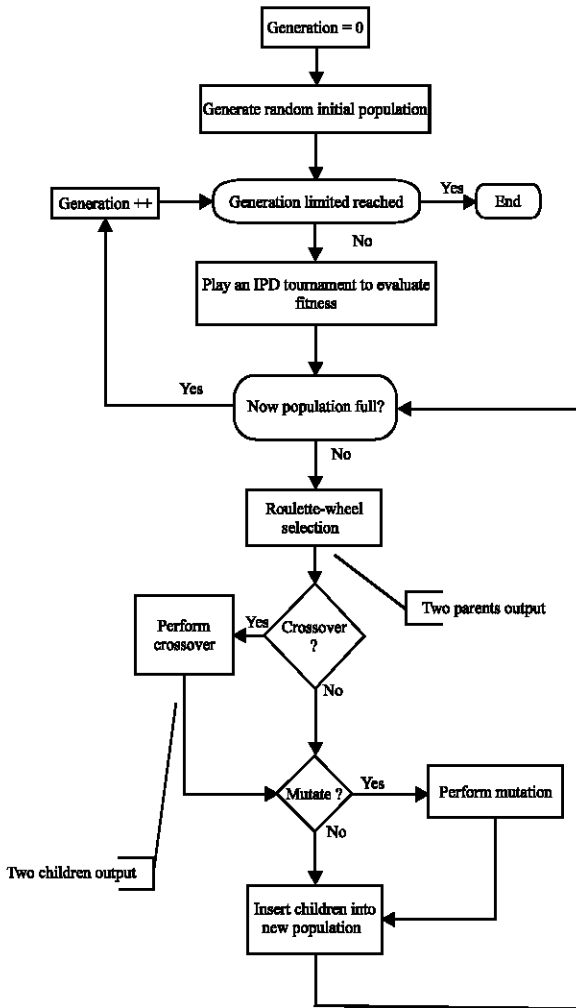 Generation = 0
Generate random initial population
Generation ++
Generation limited reached
Yes
End
No
Play an IPD tournament to evaluate
fitness
Yes
Now population full?
No
Roulette-wheel
selection
Two parents output
Perform
crossover
Yes
Crossover
?
No
Mutate ?
Yes
Perform mutation
No
Two children output
Insert children into
new population